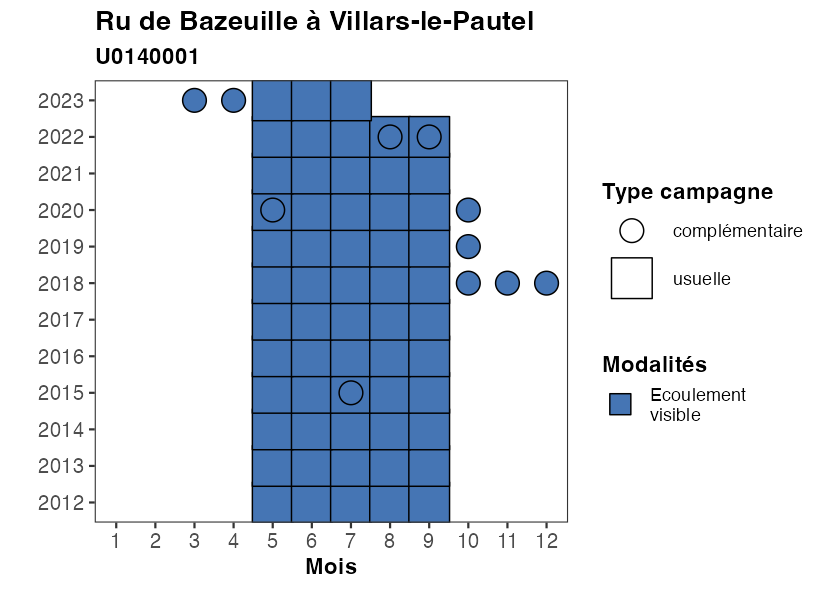 Ru de Bazeuille à Villars-le-Pautel
U0140001
2023
2022
2021
2020
2019
2018
2017
2016
2015
2014
2013
2012
1 2 3 4 5 6 7 8 9 10 11 12
Mois
Type campagne
complémentaire
usuelle
Modalités
Ecoulement
visible